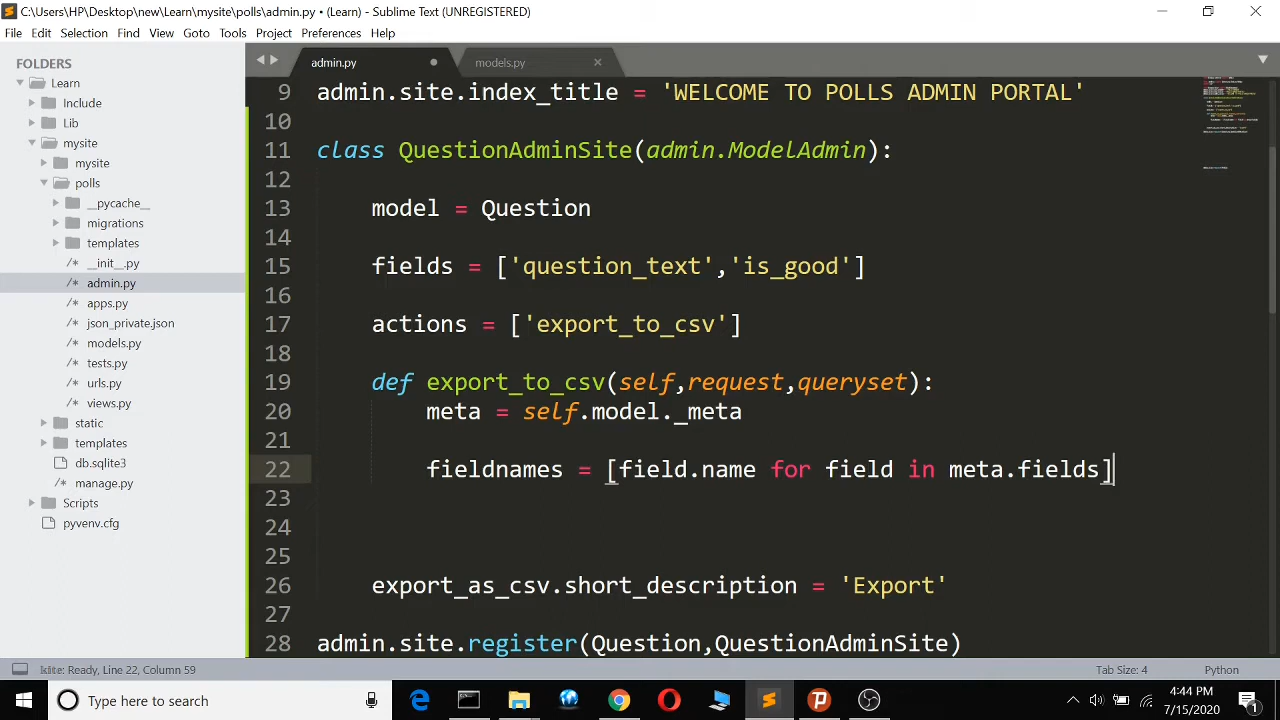 C:\Users\HP\Desktop\new\Learn\mysite\polls\admin.py • (Learn) - Sublime Text (UNREGISTERED)
File Edit Selection Find View Goto Tools Project Preferences Help
FOLDERS
Learn
Include
Lib
mysite
mysite
polls
__pycache__
migrations
templates
__init__.py
admin.py
apps.py
json_private.json
models.py
tests.py
urls.py
views.py
static
templates
db.sqlite3
manage.py
Scripts
pyvenv.cfg
admin.py models.py
9 admin.site.index_title = 'WELCOME TO POLLS ADMIN PORTAL'
10
11 class QuestionAdminSite(admin.ModelAdmin):
12
13 model = Question
14
15 fields = ['question_text','is_good']
16
17 actions = ['export_to_csv']
18
19 def export_to_csv(self,request,queryset):
20 meta = self.model._meta
21
22 fieldnames = [field.name for field in meta.fields]
23
24
25
26 export_as_csv.short_description = 'Export'
27
28 admin.site.register(Question,QuestionAdminSite)
kite: Ready, Line 22, Column 59 Tab Size: 4 Python
Type here to search
4:44 PM
7/15/2020